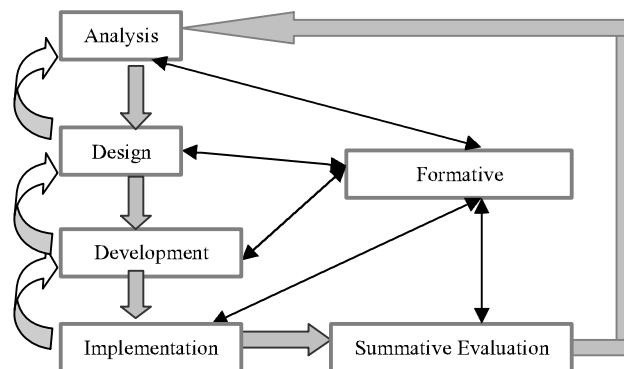 Analysis
Design
Formative
Development
Implementation
Summative Evaluation